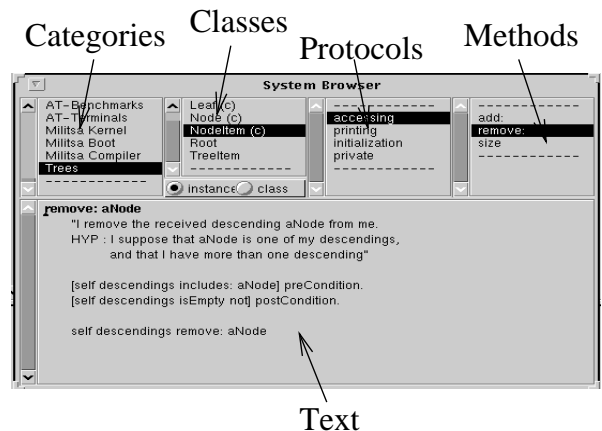 Categories Classes Protocols Methods
System Browser
AT-Benchmarks
AT-Terminals
Militsa Kernel
Militsa Boot
Militsa Compiler
Trees
--------------
Leaf (c)
Node (c)
NodeItem (c)
Root
TreeItem
--------------
instance class
--------------
accessing
printing
initialization
private
--------------
--------------
add:
remove:
size
--------------
remove: aNode
"I remove the received descending aNode from me.
HYP : I suppose that aNode is one of my descendings,
and that I have more than one descending"
[self descendings includes: aNode] preCondition.
[self descendings isEmpty not] postCondition.
self descendings remove: aNode
Text